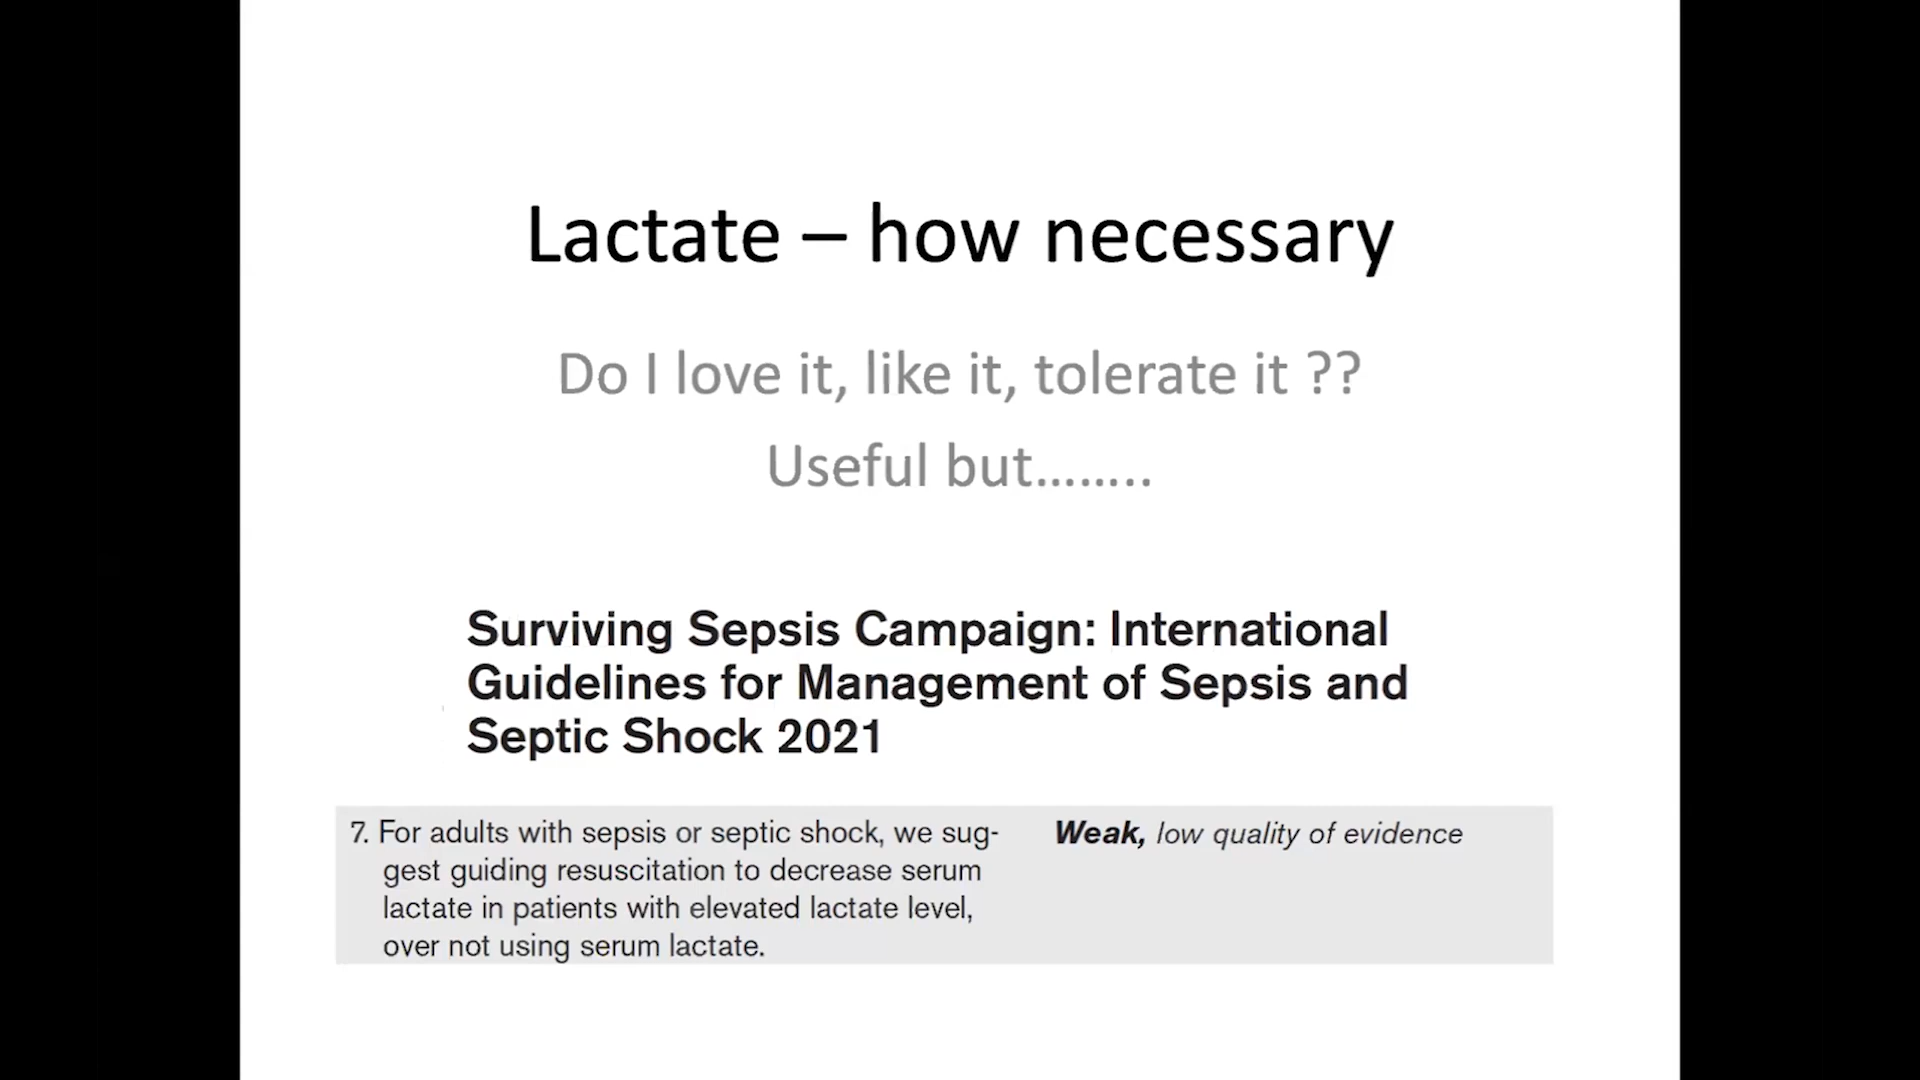 Lactate – how necessary
Do I love it, like it, tolerate it ??
Useful but……..
Surviving Sepsis Campaign: International
Guidelines for Management of Sepsis and
Septic Shock 2021
7. For adults with sepsis or septic shock, we sug- Weak, low quality of evidence
gest guiding resuscitation to decrease serum
lactate in patients with elevated lactate level,
over not using serum lactate.